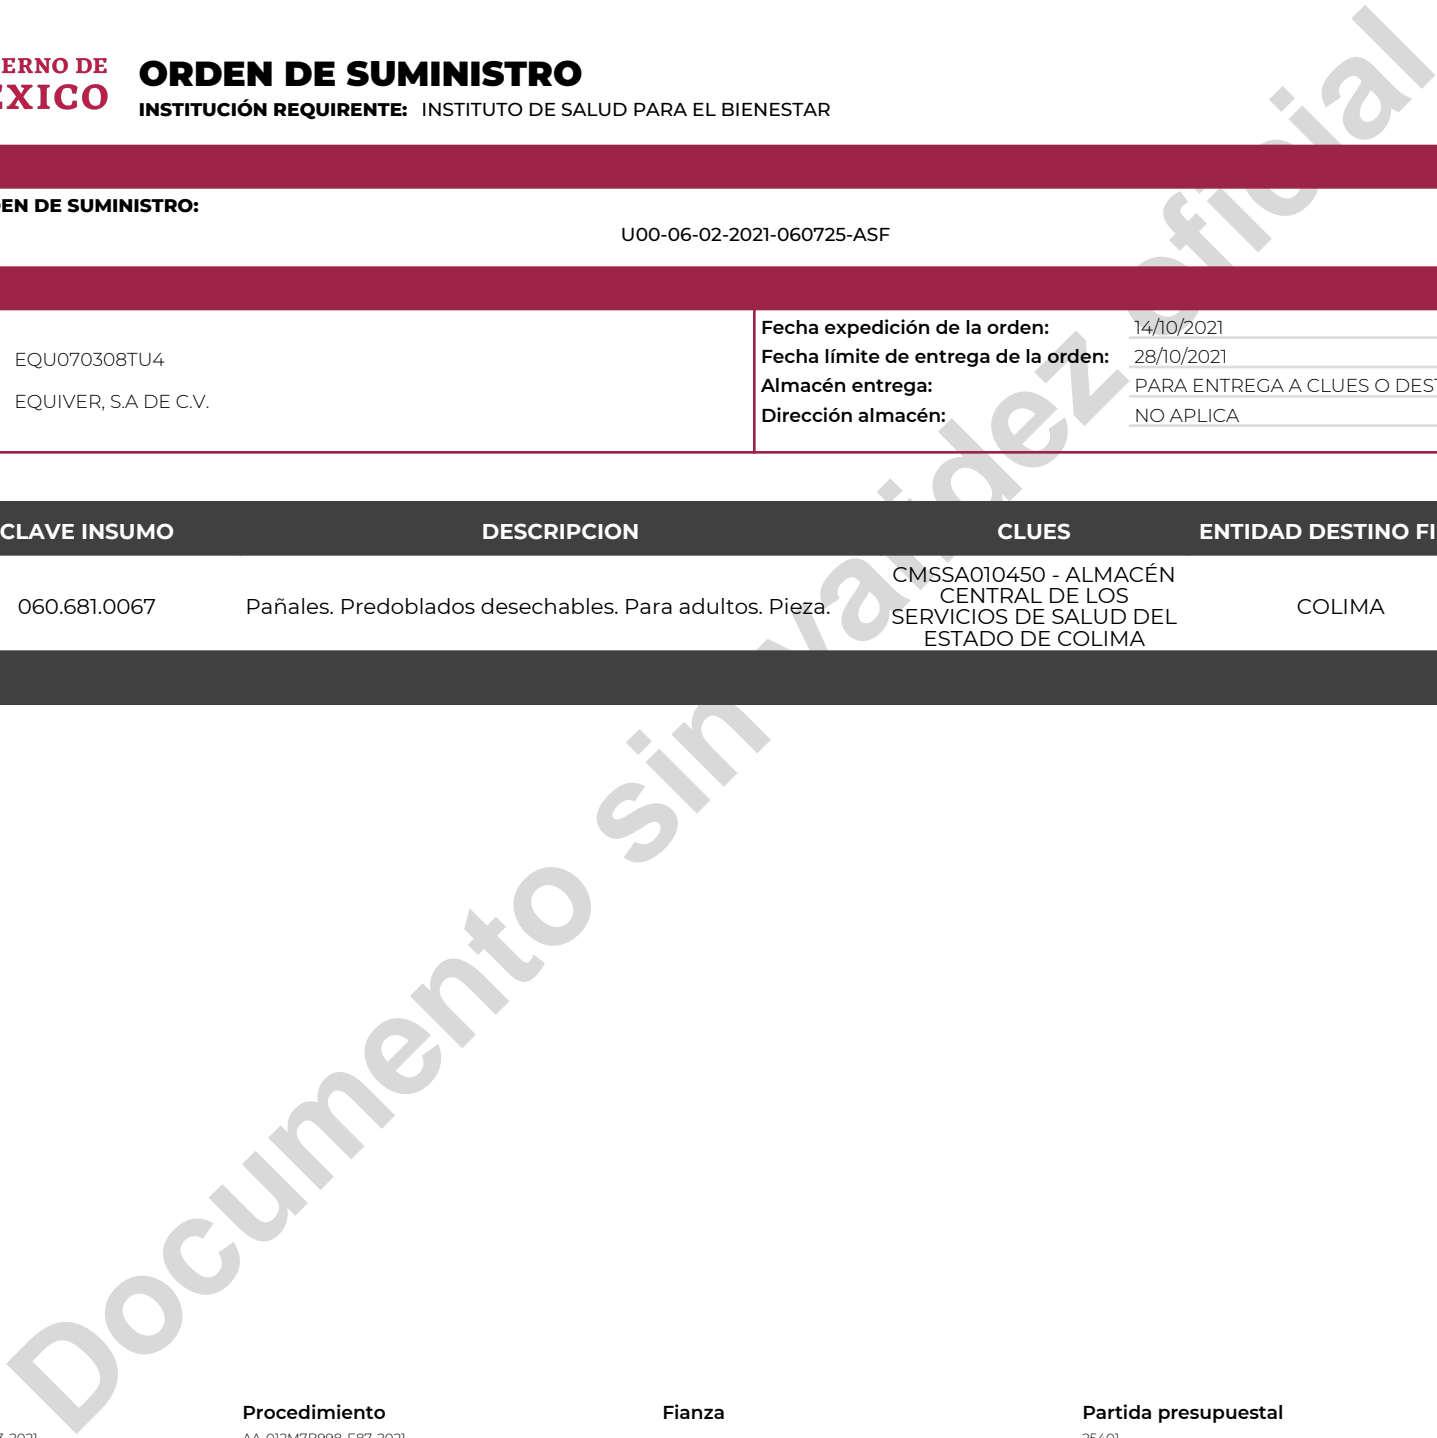 ERNO DE
ÉXICO
ORDEN DE SUMINISTRO
INSTITUCIÓN REQUIRENTE: INSTITUTO DE SALUD PARA EL BIENESTAR
EN DE SUMINISTRO:
U00-06-02-2021-060725-ASF
EQU070308TU4
EQUIVER, S.A DE C.V.
Fecha expedición de la orden: 14/10/2021
Fecha límite de entrega de la orden: 28/10/2021
Almacén entrega: PARA ENTREGA A CLUES O DEST
Dirección almacén: NO APLICA
CLAVE INSUMO DESCRIPCION CLUES ENTIDAD DESTINO FI
060.681.0067 Pañales. Predoblados desechables. Para adultos. Pieza. CMSSA010450 - ALMACÉN
CENTRAL DE LOS
SERVICIOS DE SALUD DEL
ESTADO DE COLIMA
COLIMA
Documento sin validez oficial
Procedimiento Fianza Partida presupuestal